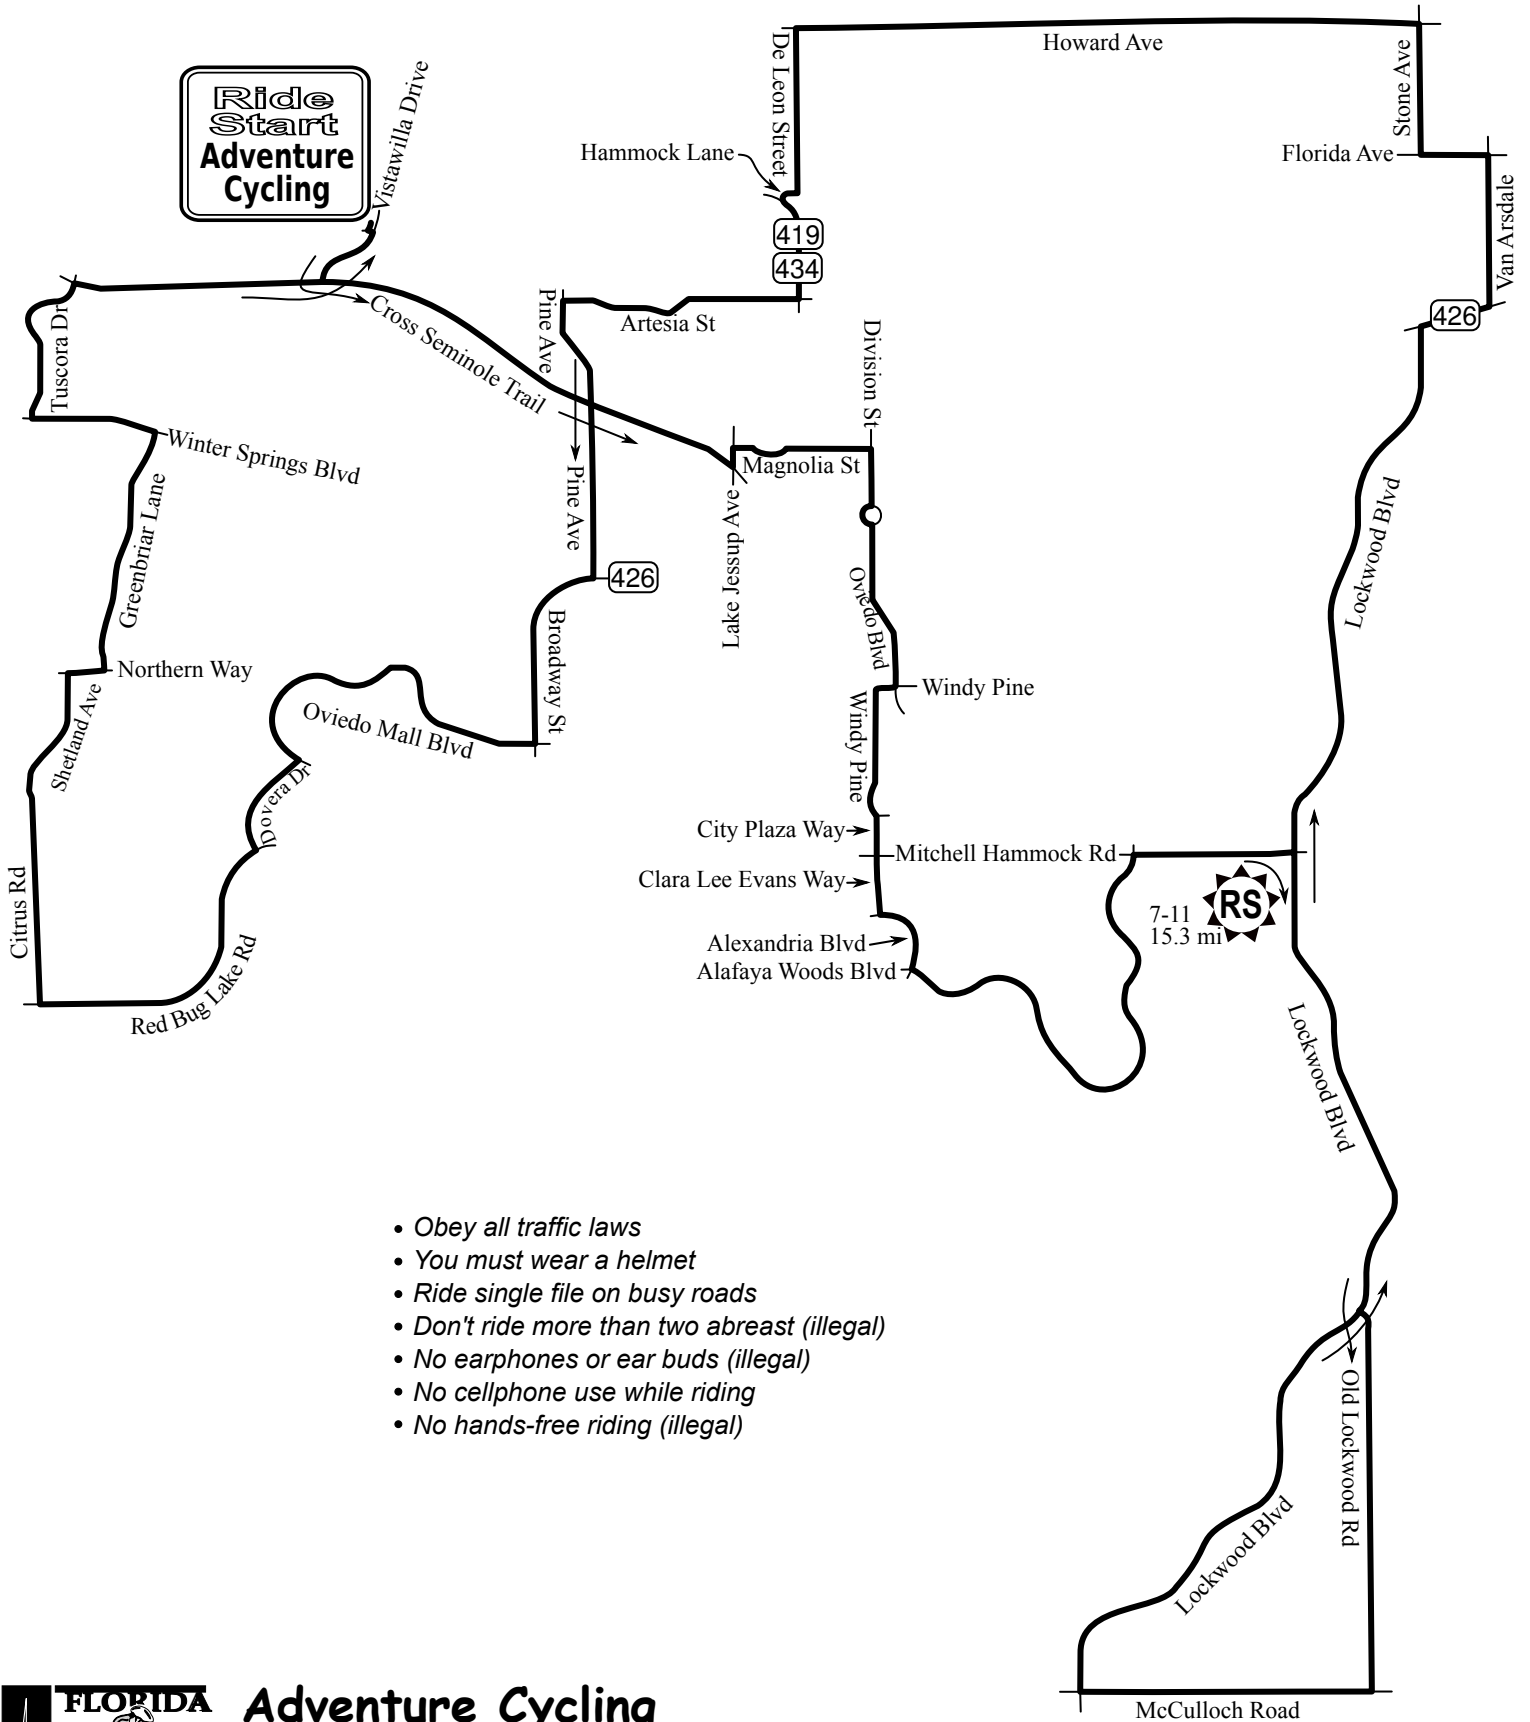 Howard Ave
De Leon Street
Stone Ave
Ride
Start
Adventure
Cycling
Vistawilla Drive
Hammock Lane
Florida Ave
Van Arsdale
419
434
426
Cross Seminole Trail
Pine Ave
Artesia St
Division St
Tuscora Dr
Winter Springs Blvd
Magnolia St
Pine Ave
Lake Jessup Ave
Greenbriar Lane
Lockwood Blvd
426
Oviedo Blvd
Broadway St
Northern Way
Windy Pine
Shetland Ave
Oviedo Mall Blvd
Windy Pine
Dovera Dr
City Plaza Way
Mitchell Hammock Rd
Clara Lee Evans Way
Citrus Rd
RS
7-11
15.3 mi
Alexandria Blvd
Alafaya Woods Blvd
Red Bug Lake Rd
Lockwood Blvd
• Obey all traffic laws
• You must wear a helmet
• Ride single file on busy roads
• Don't ride more than two abreast (illegal)
• No earphones or ear buds (illegal)
• No cellphone use while riding
• No hands-free riding (illegal)
Old Lockwood Rd
Lockwood Blvd
FLORIDA
Adventure Cycling
McCulloch Road